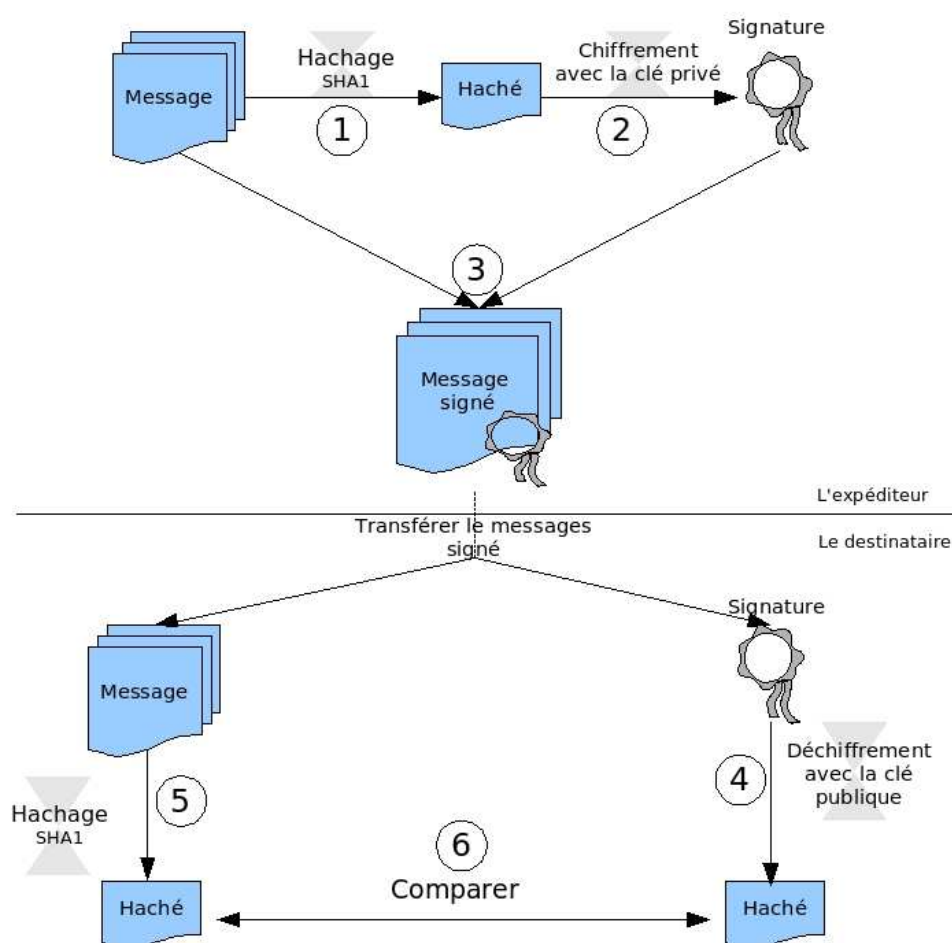 Signature
Hachage
SHA1
Chiffrement
avec la clé privé
Message
Haché
1
2
3
Message
signé
L'expéditeur
Transférer le messages
signé
Le destinataire
Signature
Message
Hachage
SHA1
5
4
Déchiffrement
avec la clé
publique
6
Comparer
Haché
Haché